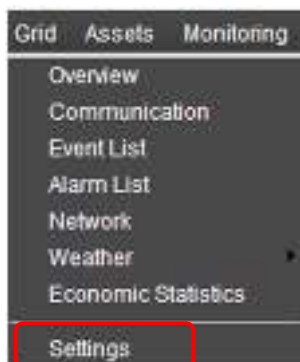 Grid Assets Monitoring
Overview
Communication
Event List
Alarm List
Network
Weather
Economic Statistics
Settings